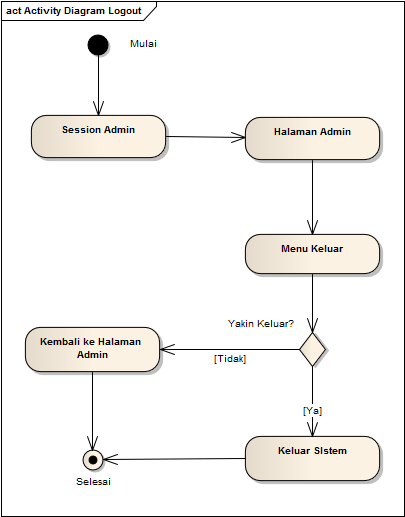 act Activity Diagram Logout
Mulai
Session Admin
Halaman Admin
Menu Keluar
Yakin Keluar?
Kembali ke Halaman
Admin
[Tidak]
[Ya]
Keluar SIstem
Selesai